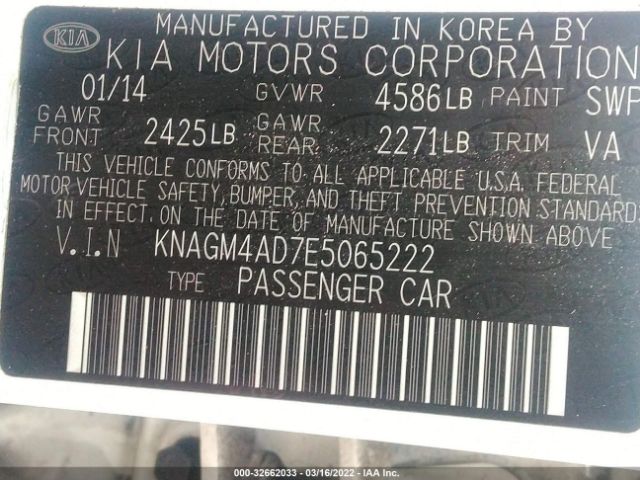 MANUFACTURED IN KOREA BY
KIA
KIA MOTORS CORPORATION
01/14 GVWR 4586LB PAINT SWP
GAWR FRONT 2425LB GAWR REAR 2271LB TRIM VA
THIS VEHICLE CONFORMS TO ALL APPLICABLE U.S.A. FEDERAL
MOTOR VEHICLE SAFETY, BUMPER, AND THEFT PREVENTION STANDARD
IN EFFECT ON THE DATE OF MANUFACTURE SHOWN ABOVE
V.I.N KNAGM4AD7E5065222
TYPE PASSENGER CAR
000-32662033 — 03/16/2022 — IAA Inc.